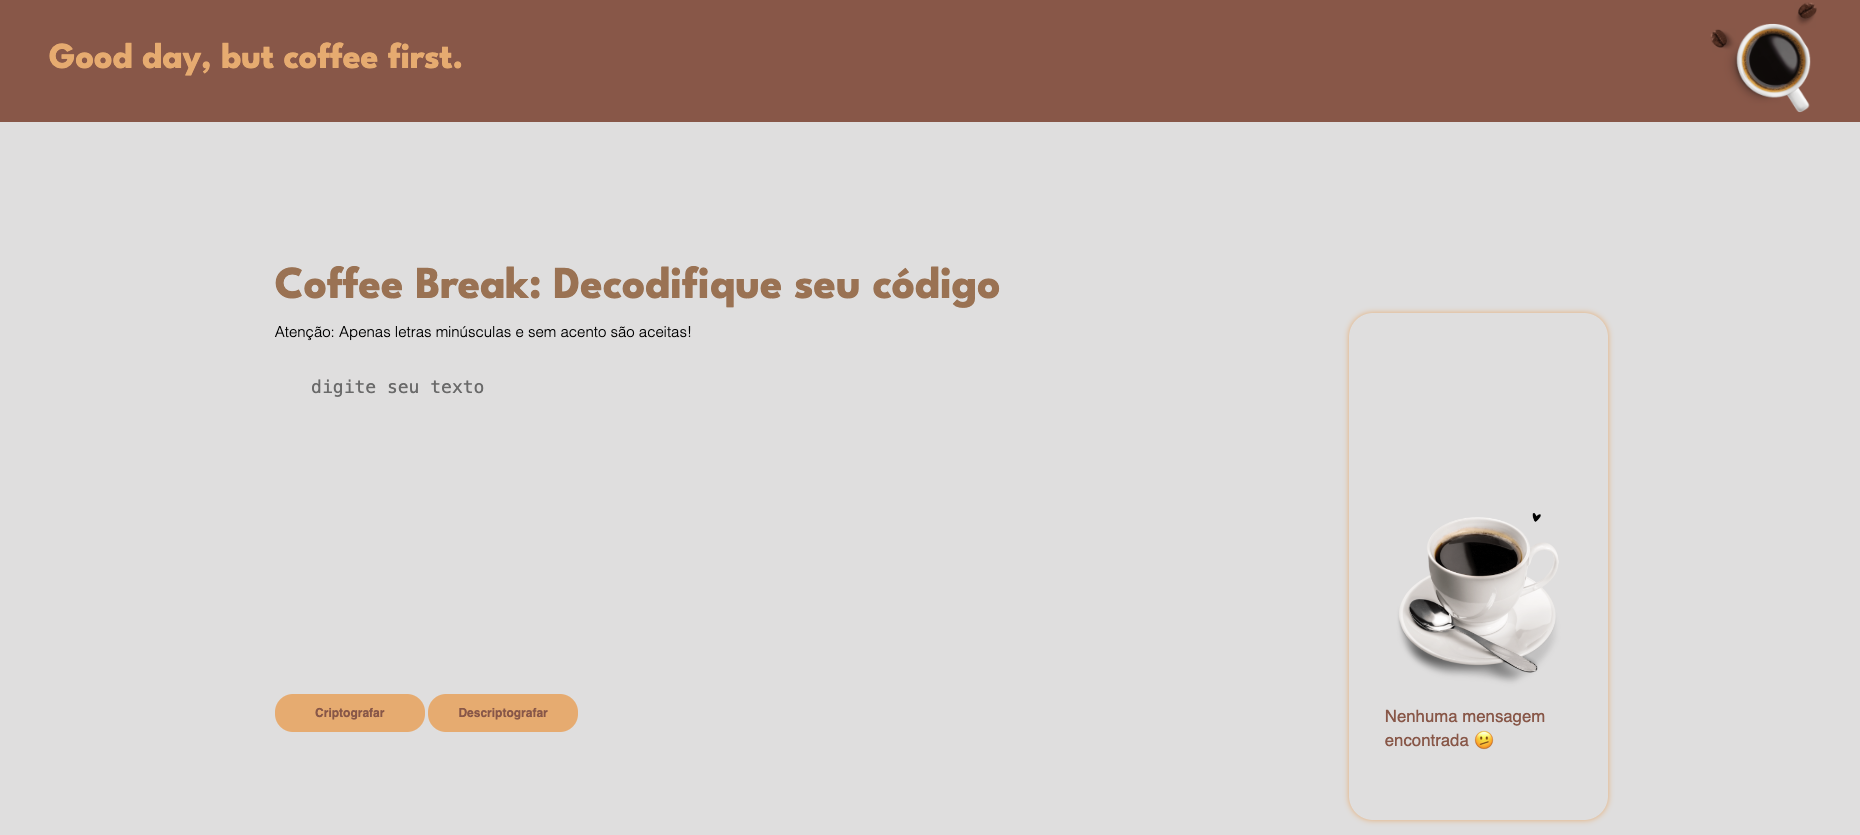 Good day, but coffee first.
Coffee Break: Decodifique seu código
Atenção: Apenas letras minúsculas e sem acento são aceitas!
digite seu texto
Criptografar
Descriptografar
Nenhuma mensagem
encontrada 🫤